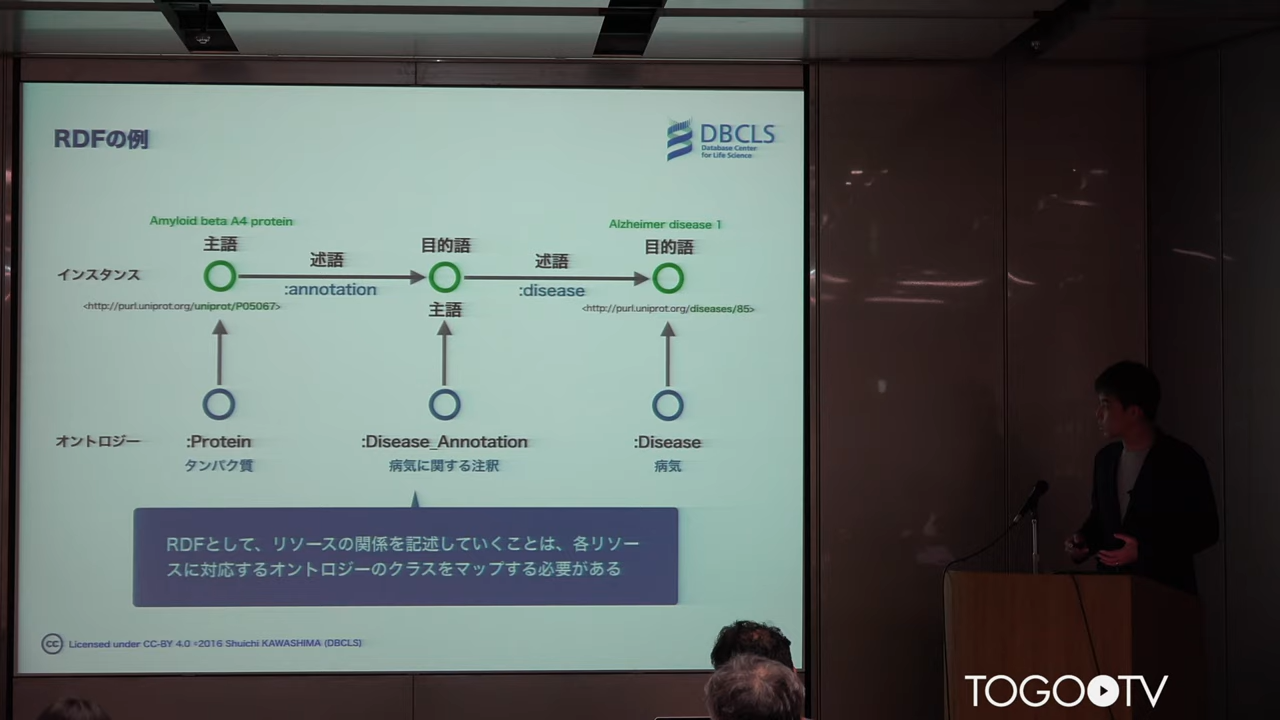 RDFの例
DBCLS
Database Center
for Life Science
Amyloid beta A4 protein
Alzheimer disease 1
主語
目的語
目的語
述語
述語
インスタンス
:annotation
:disease
<http://purl.uniprot.org/uniprot/P05067>
主語
<http://purl.uniprot.org/diseases/85>
オントロジー
:Protein
:Disease_Annotation
:Disease
タンパク質
病気に関する注釈
病気
RDFとして、リソースの関係を記述していくことは、各リソー
スに対応するオントロジーのクラスをマップする必要がある
cc Licensed under CC-BY 4.0 ©2016 Shuichi KAWASHIMA (DBCLS)
TOGO TV